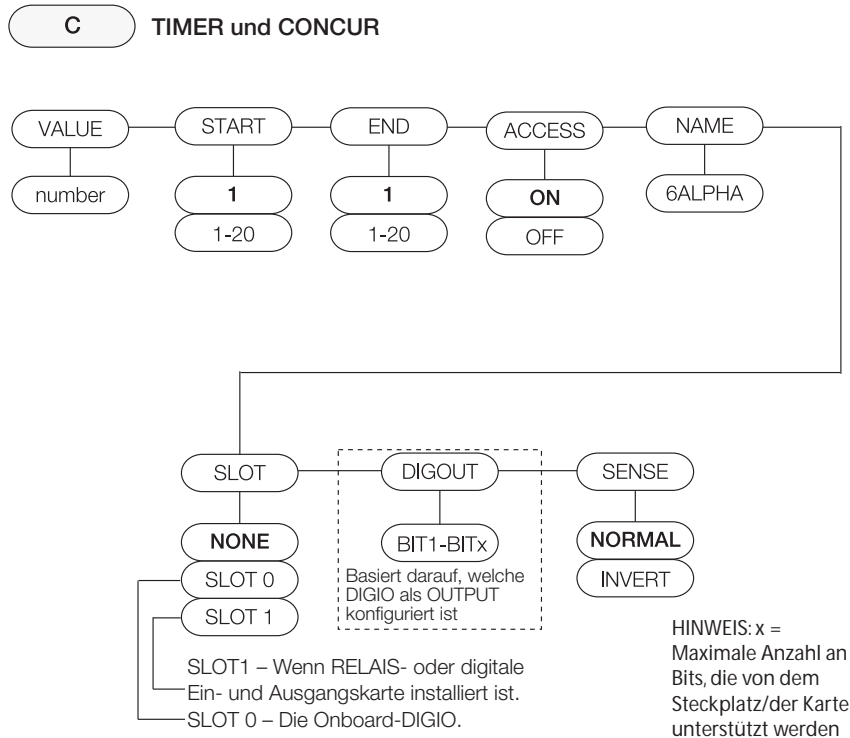 C TIMER und CONCUR
VALUE START END ACCESS NAME
number 1 1 ON 6ALPHA
1-20 1-20 OFF
SLOT DIGOUT SENSE
NONE BIT1-BITx NORMAL
SLOT 0 INVERT
SLOT 1
Basiert darauf, welche
DIGIO als OUTPUT
konfiguriert ist
SLOT1 – Wenn RELAIS- oder digitale
Ein- und Ausgangskarte installiert ist.
SLOT 0 – Die Onboard-DIGIO.
HINWEIS: x =
Maximale Anzahl an
Bits, die von dem
Steckplatz/der Karte
unterstützt werden